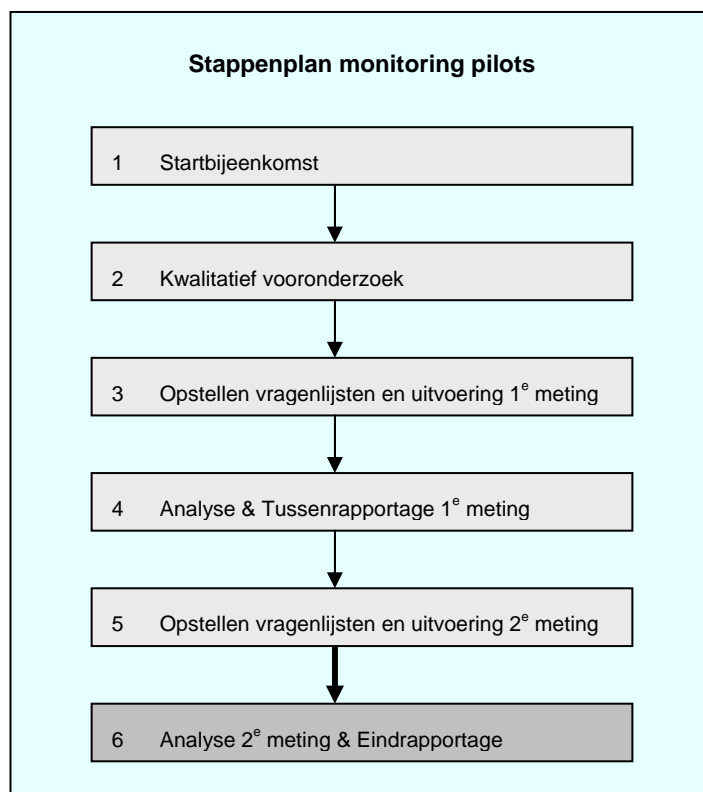 Stappenplan monitoring pilots
1 Startbijeenkomst
2 Kwalitatief vooronderzoek
3 Opstellen vragenlijsten en uitvoering 1e meting
4 Analyse & Tussenrapportage 1e meting
5 Opstellen vragenlijsten en uitvoering 2e meting
6 Analyse 2e meting & Eindrapportage